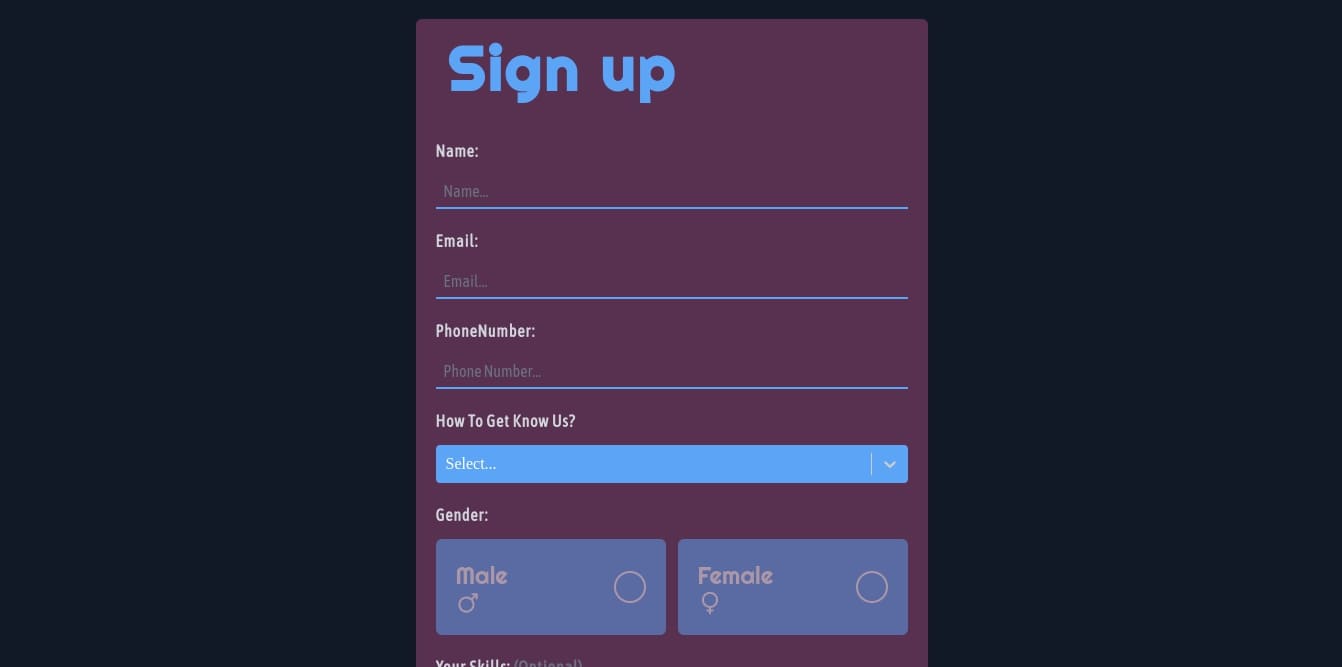 Sign up
Name:
Name...
Email:
Email...
PhoneNumber:
Phone Number...
How To Get Know Us?
Select...
Gender:
Male
Female
Your Skills: (Optional)